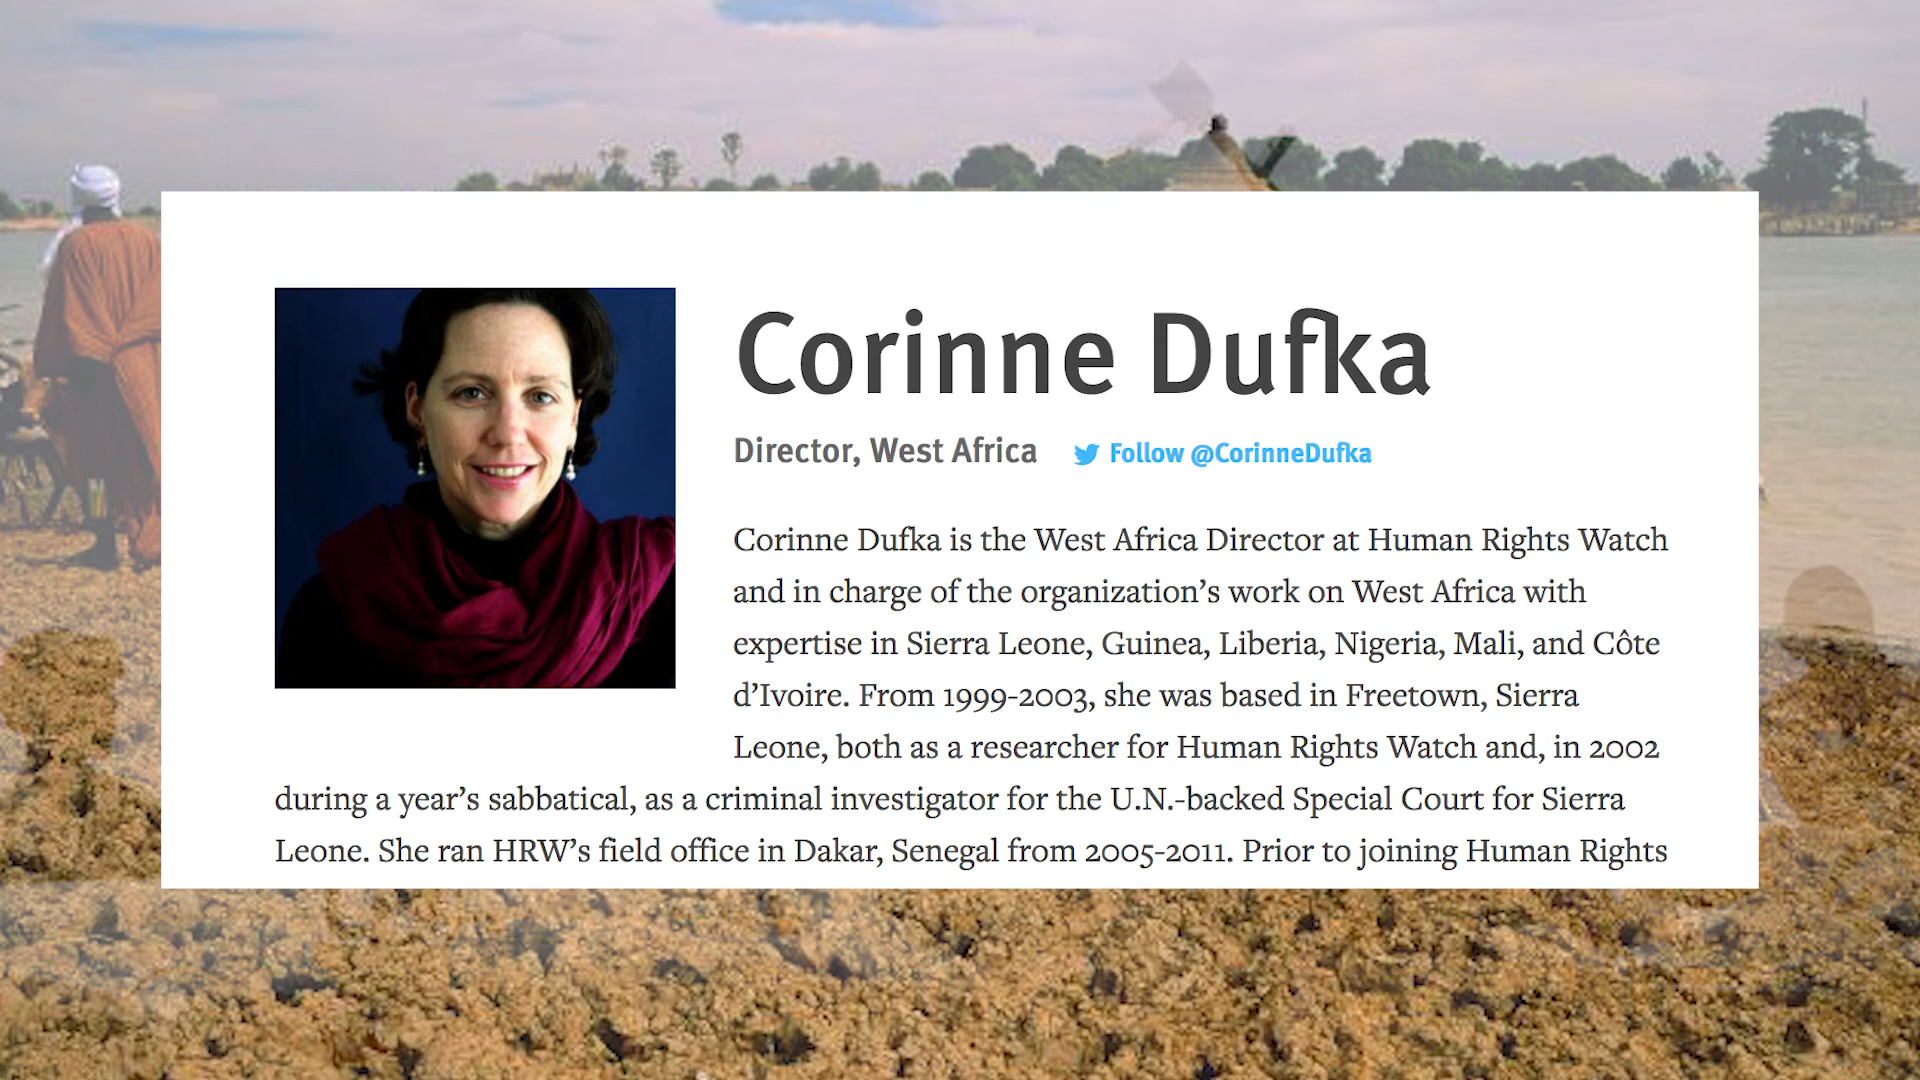 Corinne Dufka
Director, West Africa Follow @CorinneDufka
Corinne Dufka is the West Africa Director at Human Rights Watch
and in charge of the organization’s work on West Africa with
expertise in Sierra Leone, Guinea, Liberia, Nigeria, Mali, and Côte
d’Ivoire. From 1999-2003, she was based in Freetown, Sierra
Leone, both as a researcher for Human Rights Watch and, in 2002
during a year’s sabbatical, as a criminal investigator for the U.N.-backed Special Court for Sierra
Leone. She ran HRW’s field office in Dakar, Senegal from 2005-2011. Prior to joining Human Rights